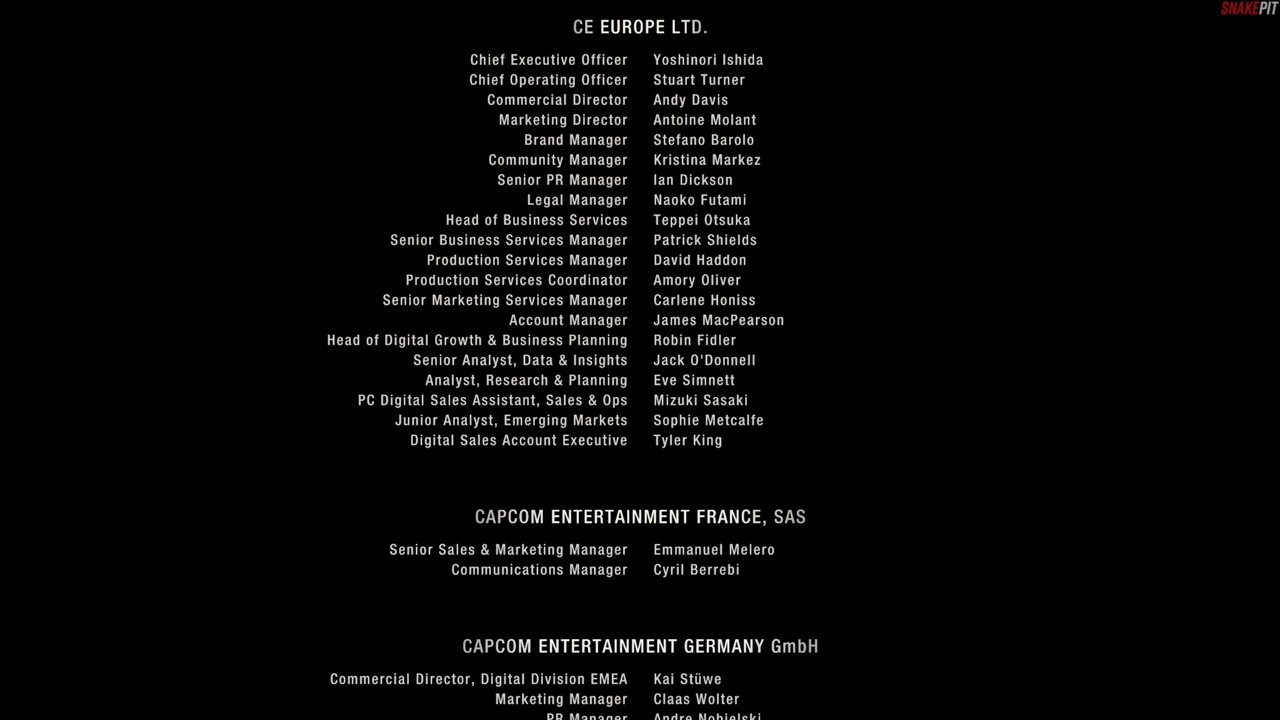 SNAKEPIT
CE EUROPE LTD.
Chief Executive Officer Yoshinori Ishida
Chief Operating Officer Stuart Turner
Commercial Director Andy Davis
Marketing Director Antoine Molant
Brand Manager Stefano Barolo
Community Manager Kristina Markez
Senior PR Manager Ian Dickson
Legal Manager Naoko Futami
Head of Business Services Teppei Otsuka
Senior Business Services Manager Patrick Shields
Production Services Manager David Haddon
Production Services Coordinator Amory Oliver
Senior Marketing Services Manager Carlene Honiss
Account Manager James MacPearson
Head of Digital Growth & Business Planning Robin Fidler
Senior Analyst, Data & Insights Jack O'Donnell
Analyst, Research & Planning Eve Simnett
PC Digital Sales Assistant, Sales & Ops Mizuki Sasaki
Junior Analyst, Emerging Markets Sophie Metcalfe
Digital Sales Account Executive Tyler King
CAPCOM ENTERTAINMENT FRANCE, SAS
Senior Sales & Marketing Manager Emmanuel Melero
Communications Manager Cyril Berrebi
CAPCOM ENTERTAINMENT GERMANY GmbH
Commercial Director, Digital Division EMEA Kai Stüwe
Marketing Manager Claas Wolter
PR Manager Andre Nobielski